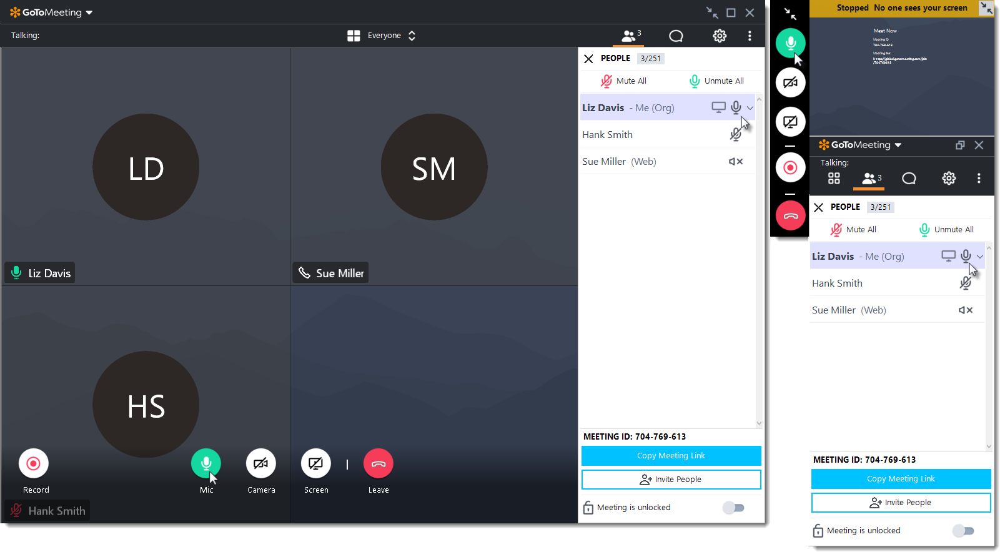 GoToMeeting
Talking:
Everyone
3
LD
SM
Liz Davis
Sue Miller
HS
Record
Mic
Camera
Screen
Leave
Hank Smith
PEOPLE 3/251
Mute All
Unmute All
Liz Davis - Me (Org)
Hank Smith
Sue Miller (Web)
MEETING ID: 704-769-613
Copy Meeting Link
Invite People
Meeting is unlocked
Stopped No one sees your screen
Meet Now
Meeting ID
704-769-613
Meeting link
https://global.gotomeeting.com/join
/704769613
GoToMeeting
Talking:
3
PEOPLE 3/251
Mute All
Unmute All
Liz Davis - Me (Org)
Hank Smith
Sue Miller (Web)
MEETING ID: 704-769-613
Copy Meeting Link
Invite People
Meeting is unlocked